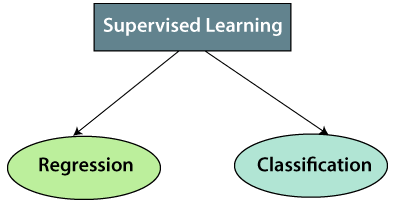 Supervised Learning
Regression
Classification